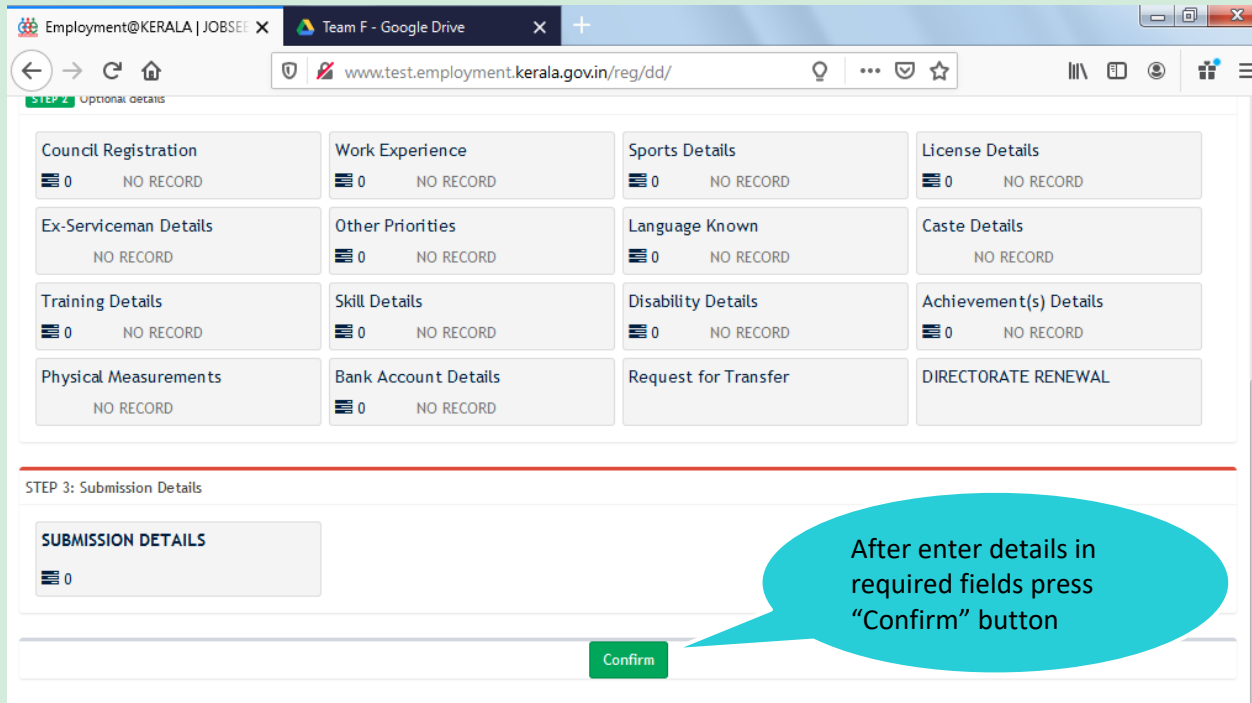 Employment@KERALA | JOBSEE
Team F - Google Drive
www.test.employment.kerala.gov.in/reg/dd/
STEP 2 Optional details
Council Registration
0 NO RECORD
Work Experience
0 NO RECORD
Sports Details
0 NO RECORD
License Details
0 NO RECORD
Ex-Serviceman Details
NO RECORD
Other Priorities
0 NO RECORD
Language Known
0 NO RECORD
Caste Details
NO RECORD
Training Details
0 NO RECORD
Skill Details
0 NO RECORD
Disability Details
0 NO RECORD
Achievement(s) Details
0 NO RECORD
Physical Measurements
NO RECORD
Bank Account Details
0 NO RECORD
Request for Transfer
DIRECTORATE RENEWAL
STEP 3: Submission Details
SUBMISSION DETAILS
0
After enter details in
required fields press
“Confirm” button
Confirm